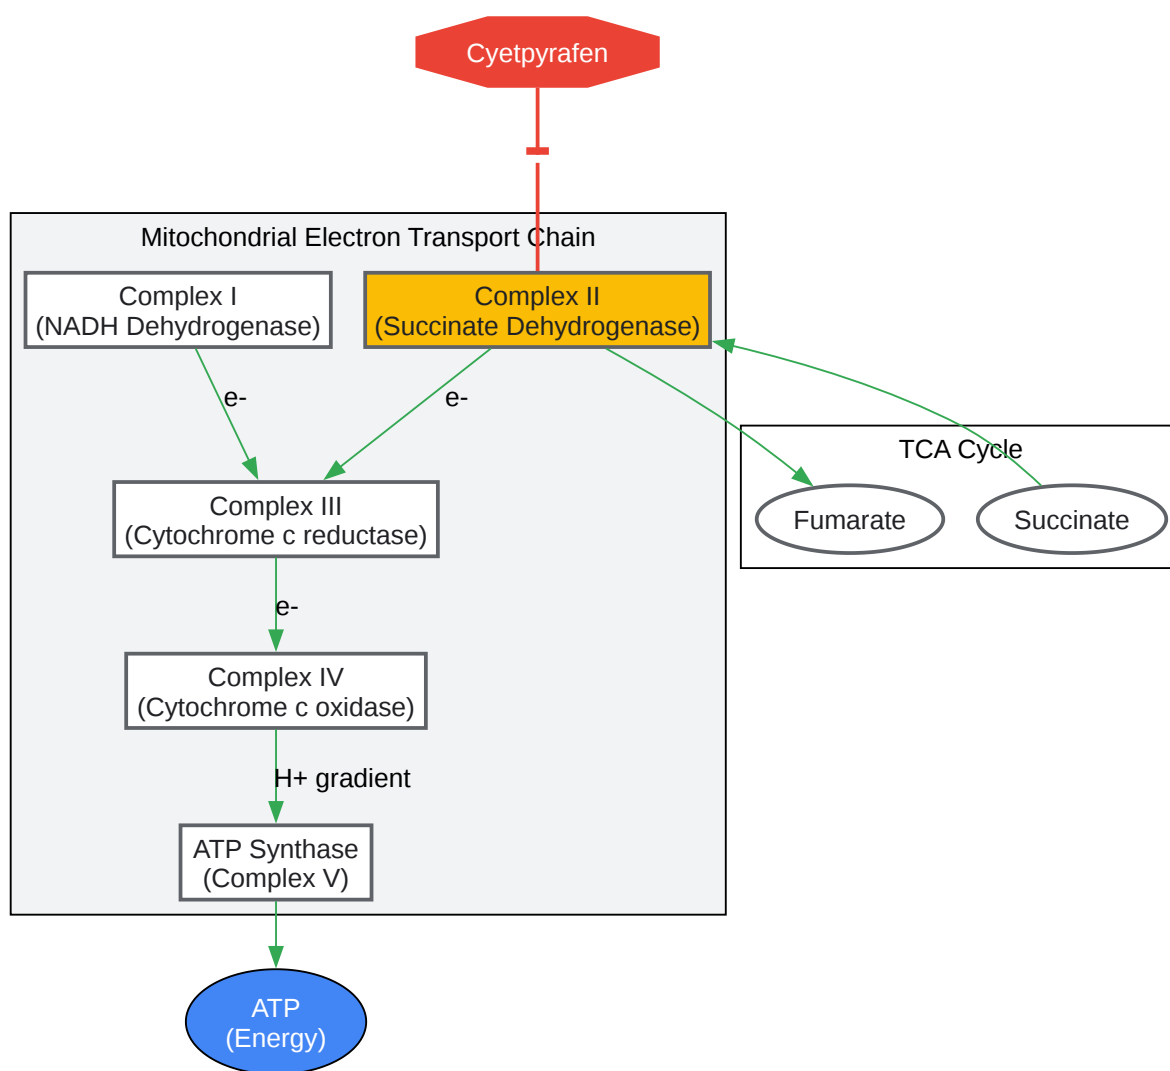 Cyetpyrafen
Mitochondrial Electron Transport Chain
Complex I
(NADH Dehydrogenase)
Complex II
(Succinate Dehydrogenase)
e-
e-
TCA Cycle
Fumarate
Succinate
Complex III
(Cytochrome c reductase)
e-
Complex IV
(Cytochrome c oxidase)
H+ gradient
ATP Synthase
(Complex V)
ATP
(Energy)